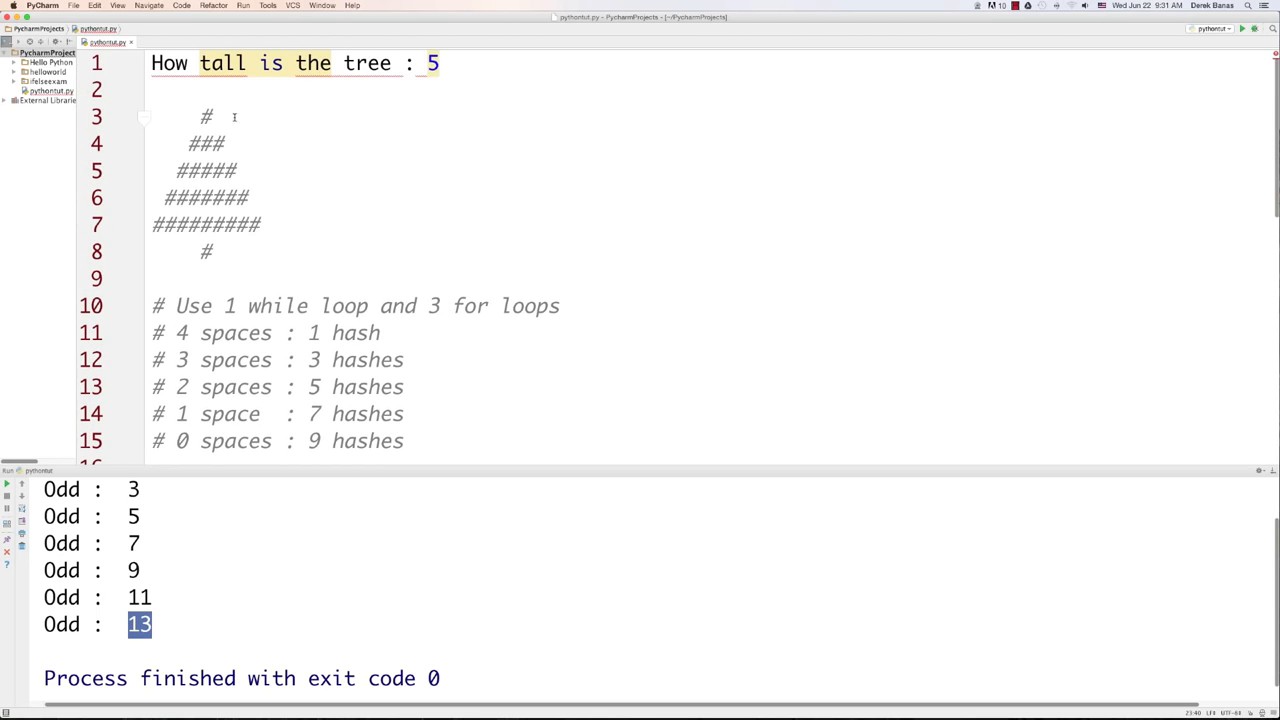 PyCharm File Edit View Navigate Code Refactor Run Tools VCS Window Help 10 Wed Jun 22 9:31 AM Derek Banas
pythontut.py - PycharmProjects - [~/PycharmProjects]
PycharmProjects pythontut.py pythontut
pythontut.py
PycharmProject
Hello Python
helloworld
ifelseexam
pythontut.py
External Librarie
1 How tall is the tree : 5
2
3     #
4    ###
5   #####
6  #######
7 #########
8     #
9
10 # Use 1 while loop and 3 for loops
11 # 4 spaces : 1 hash
12 # 3 spaces : 3 hashes
13 # 2 spaces : 5 hashes
14 # 1 space  : 7 hashes
15 # 0 spaces : 9 hashes
Run pythontut
Odd :  3
Odd :  5
Odd :  7
Odd :  9
Odd :  11
Odd :  13
Process finished with exit code 0
23:40 LF UTF-8